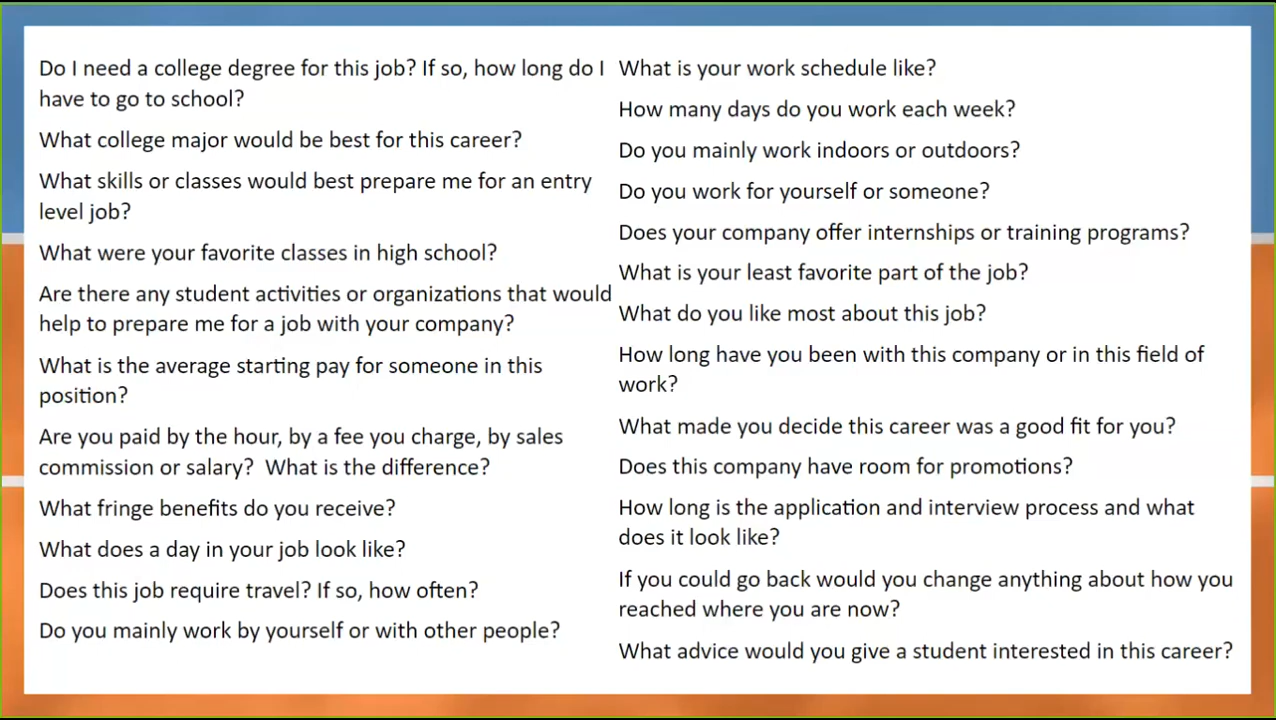 Do I need a college degree for this job? If so, how long do I
have to go to school?
What college major would be best for this career?
What skills or classes would best prepare me for an entry
level job?
What were your favorite classes in high school?
Are there any student activities or organizations that would
help to prepare me for a job with your company?
What is the average starting pay for someone in this
position?
Are you paid by the hour, by a fee you charge, by sales
commission or salary?  What is the difference?
What fringe benefits do you receive?
What does a day in your job look like?
Does this job require travel? If so, how often?
Do you mainly work by yourself or with other people?
What is your work schedule like?
How many days do you work each week?
Do you mainly work indoors or outdoors?
Do you work for yourself or someone?
Does your company offer internships or training programs?
What is your least favorite part of the job?
What do you like most about this job?
How long have you been with this company or in this field of
work?
What made you decide this career was a good fit for you?
Does this company have room for promotions?
How long is the application and interview process and what
does it look like?
If you could go back would you change anything about how you
reached where you are now?
What advice would you give a student interested in this career?